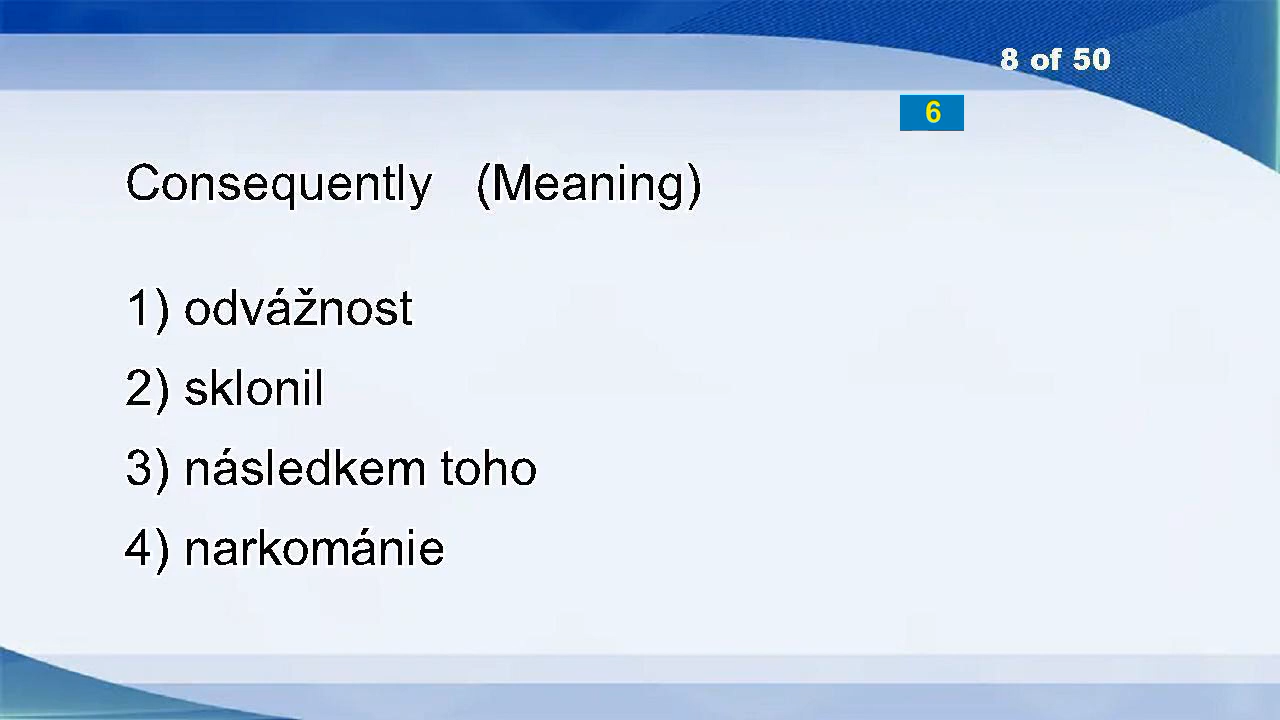 8 of 50
6
Consequently (Meaning)
1) odvážnost
2) sklonil
3) následkem toho
4) narkománie